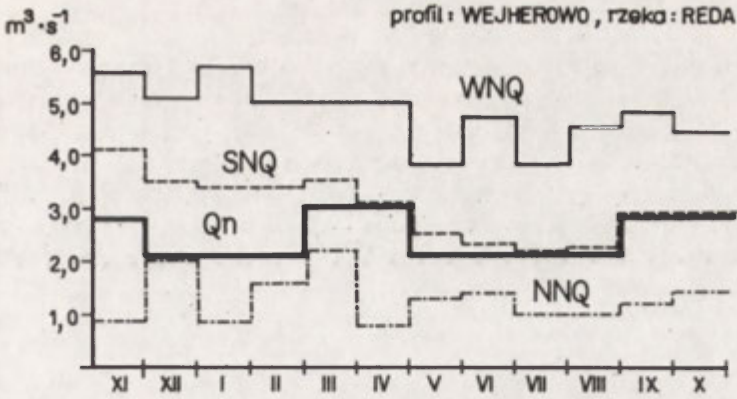 m³·s⁻¹
profil: WEJHEROWO, rzeka: REDA
6,0
5,0
4,0
3,0
2,0
1,0
WNQ
SNQ
Qn
NNQ
XI XII I II III IV V VI VII VIII IX X